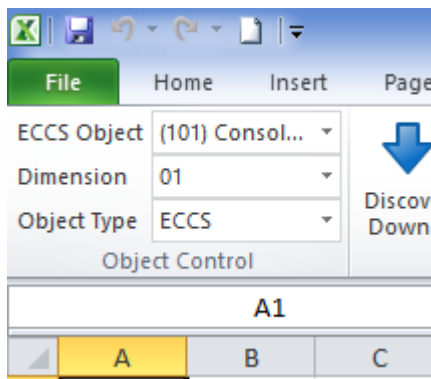 File Home Insert Page
ECCS Object (101) Consol...
Dimension 01
Object Type ECCS
Discov
Down
Object Control
A1
A B C